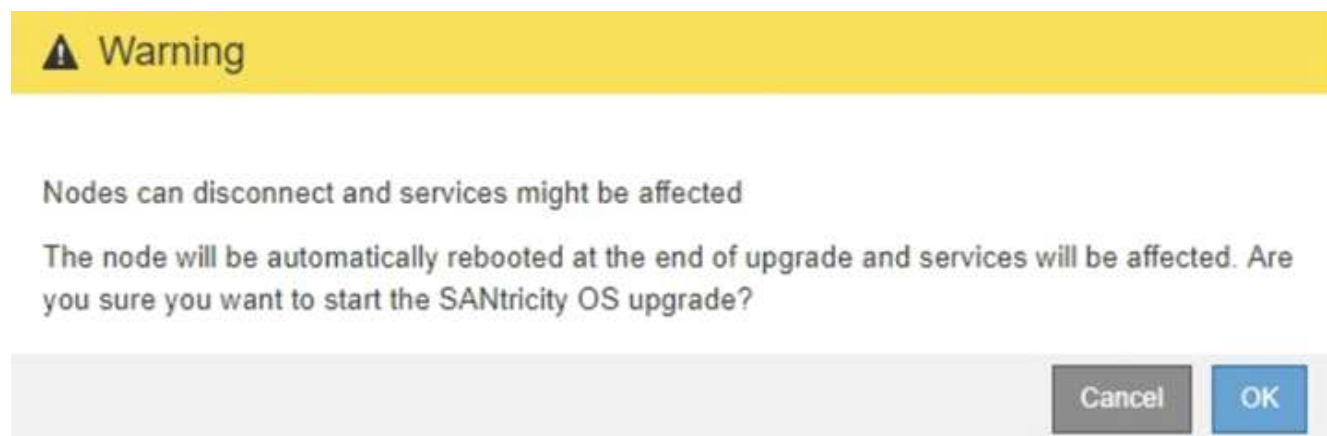 Warning
Nodes can disconnect and services might be affected
The node will be automatically rebooted at the end of upgrade and services will be affected. Are
you sure you want to start the SANtricity OS upgrade?
Cancel OK